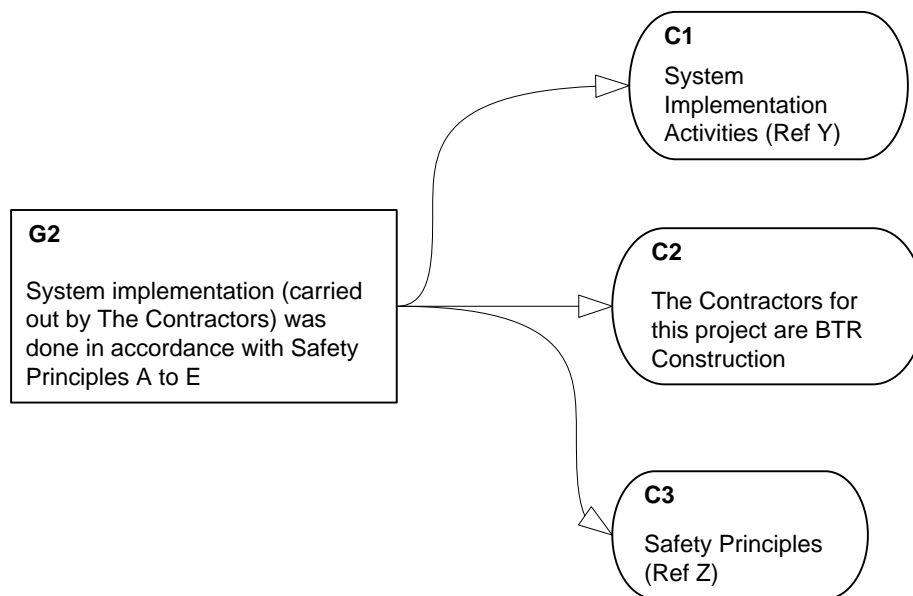 C1
System
Implementation
Activities (Ref Y)
G2
System implementation (carried
out by The Contractors) was
done in accordance with Safety
Principles A to E
C2
The Contractors for
this project are BTR
Construction
C3
Safety Principles
(Ref Z)